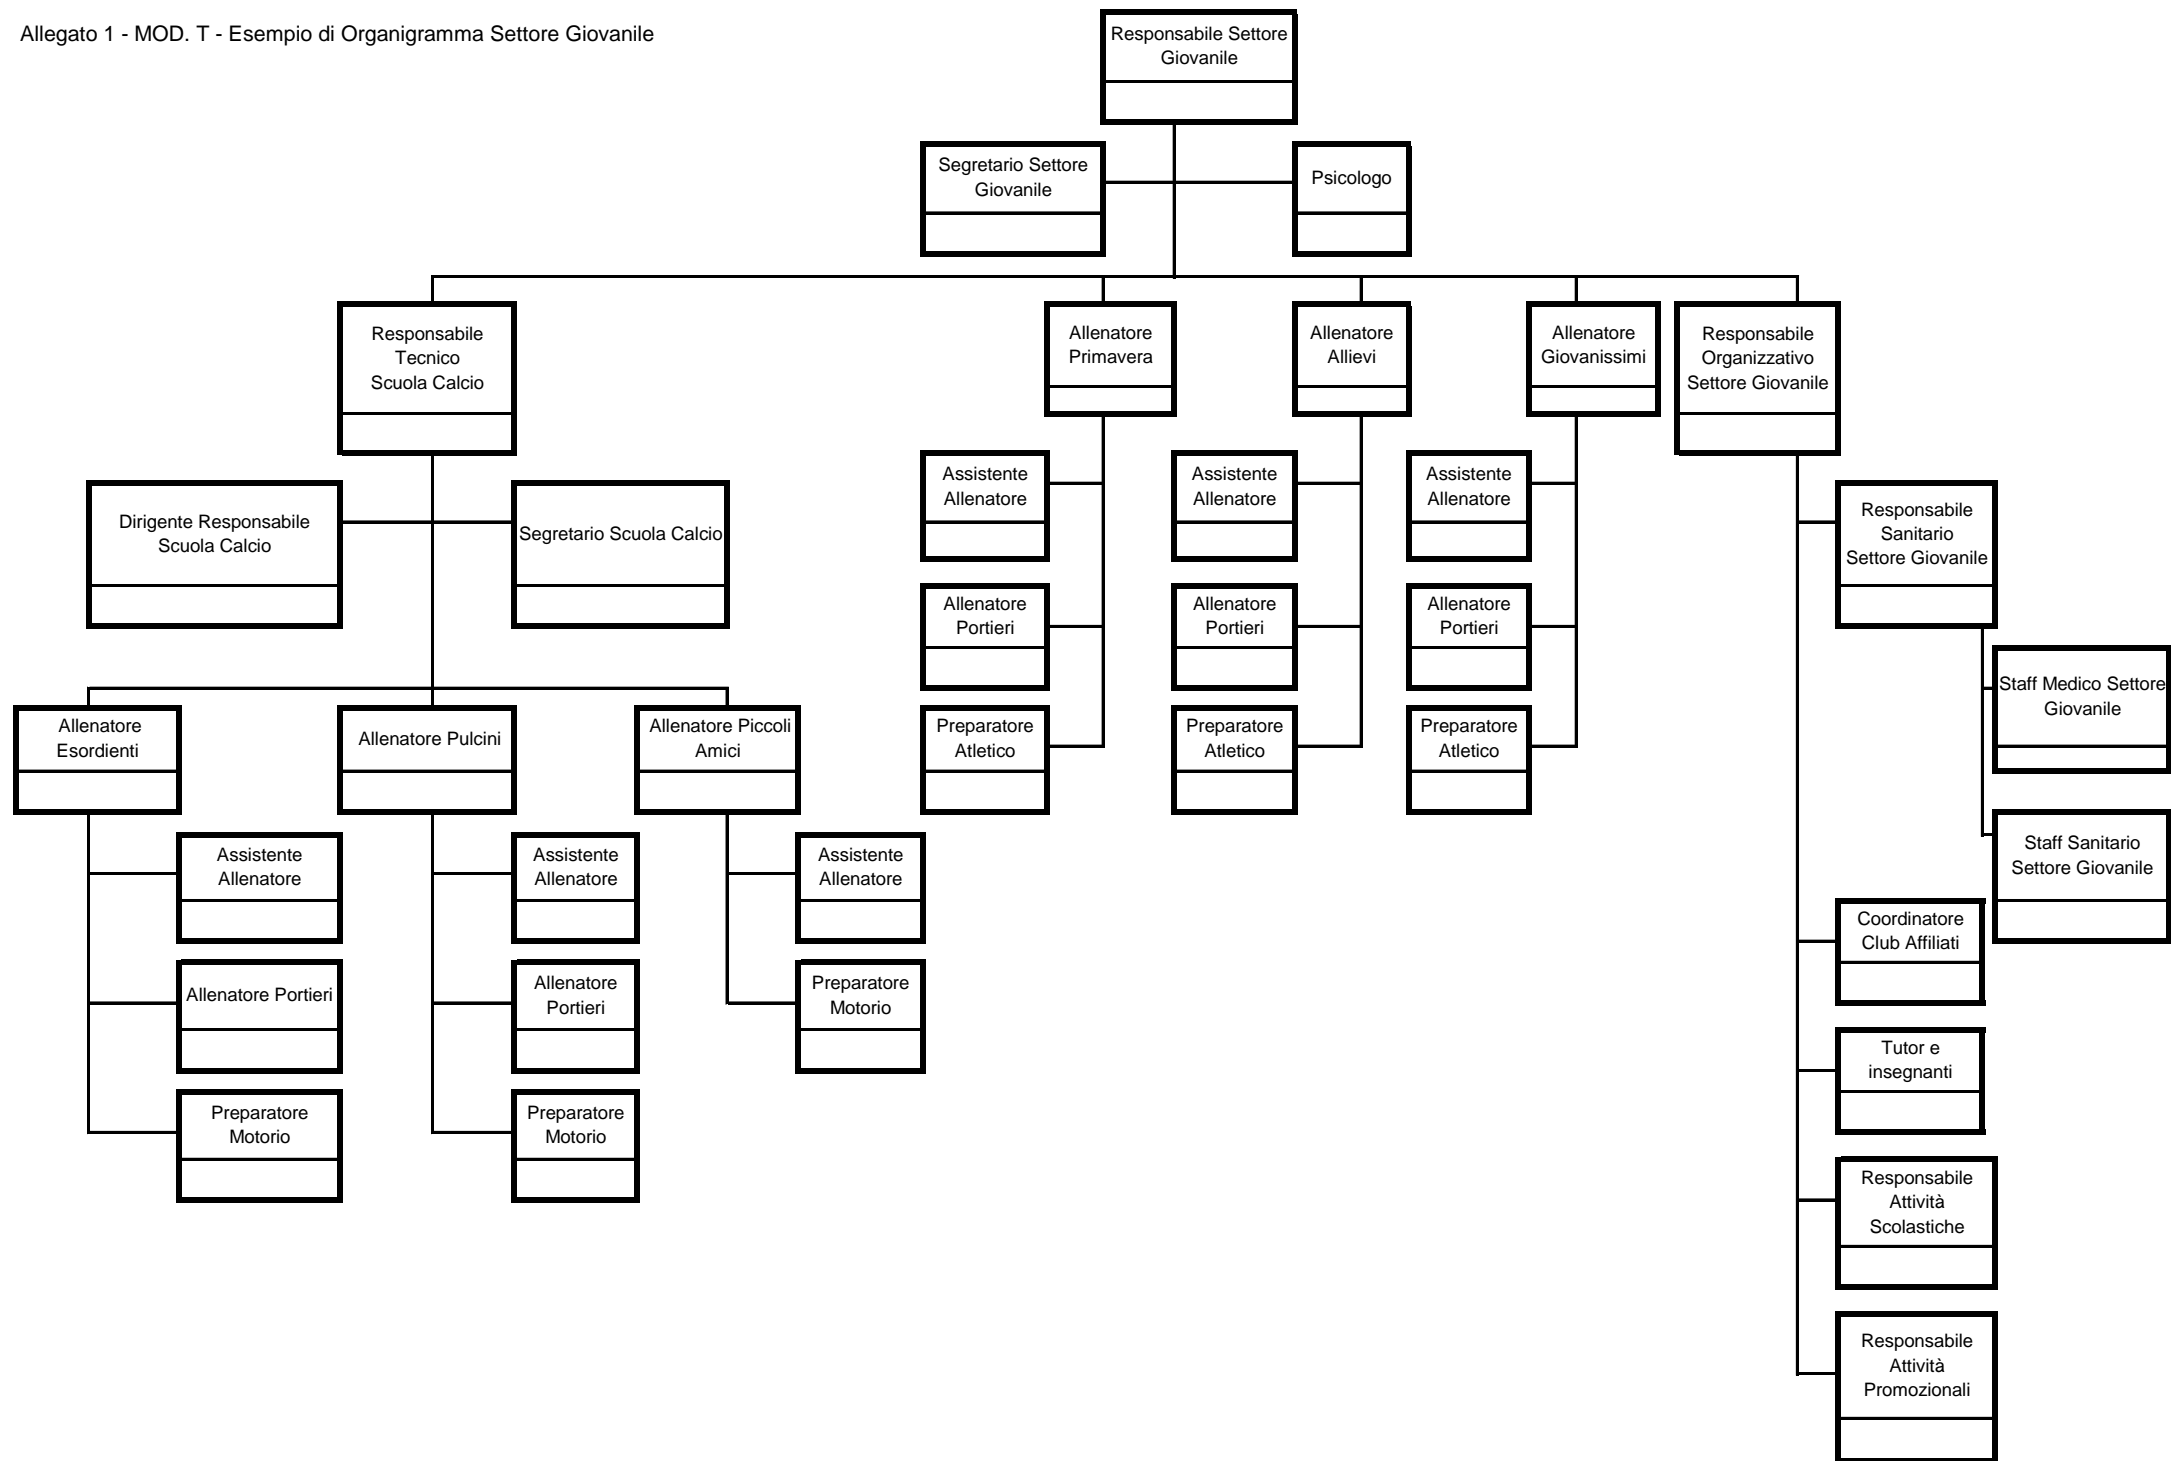 Allegato 1 - MOD. T - Esempio di Organigramma Settore Giovanile
Responsabile Settore
Giovanile
Segretario Settore
Giovanile
Psicologo
Responsabile
Tecnico
Scuola Calcio
Allenatore
Primavera
Allenatore
Allievi
Allenatore
Giovanissimi
Responsabile
Organizzativo
Settore Giovanile
Dirigente Responsabile
Scuola Calcio
Segretario Scuola Calcio
Assistente
Allenatore
Assistente
Allenatore
Assistente
Allenatore
Responsabile
Sanitario
Settore Giovanile
Allenatore
Portieri
Allenatore
Portieri
Allenatore
Portieri
Staff Medico Settore
Giovanile
Allenatore
Esordienti
Allenatore Pulcini
Allenatore Piccoli
Amici
Preparatore
Atletico
Preparatore
Atletico
Preparatore
Atletico
Staff Sanitario
Settore Giovanile
Assistente
Allenatore
Assistente
Allenatore
Assistente
Allenatore
Coordinatore
Club Affiliati
Allenatore Portieri
Allenatore
Portieri
Preparatore
Motorio
Tutor e
insegnanti
Preparatore
Motorio
Preparatore
Motorio
Responsabile
Attività
Scolastiche
Responsabile
Attività
Promozionali